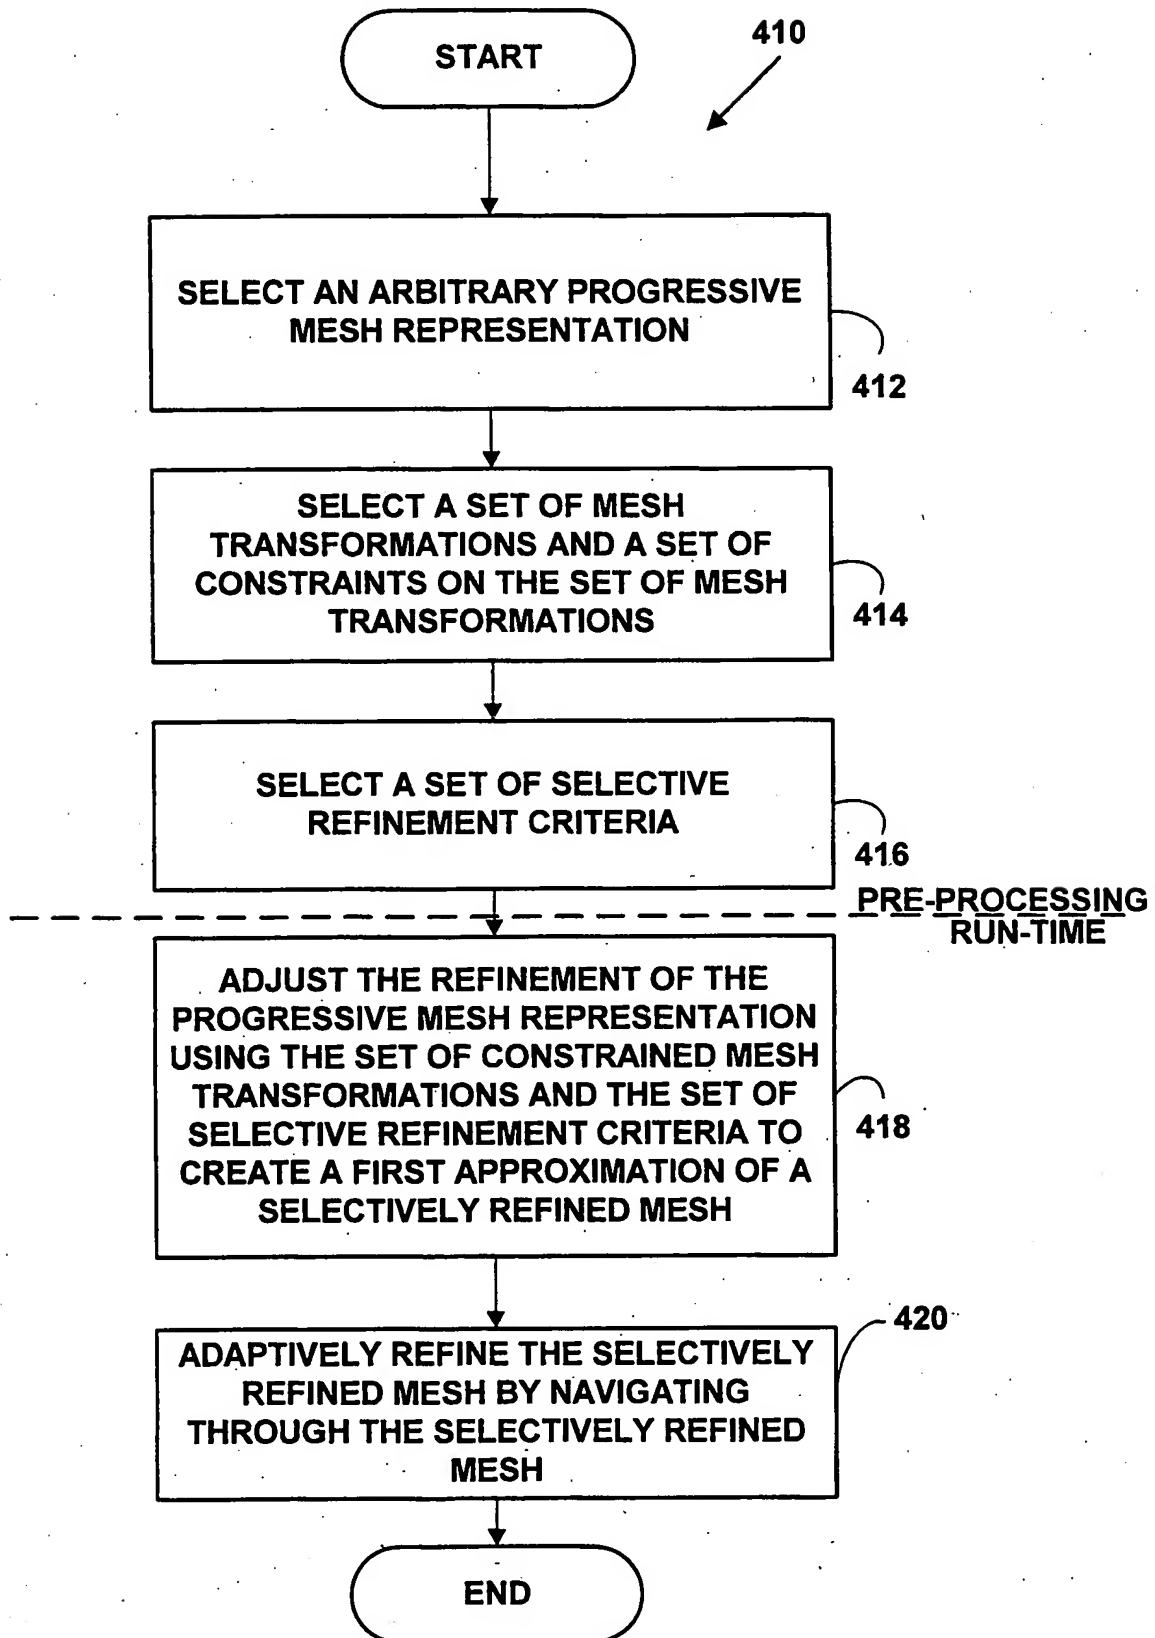 START
410
SELECT AN ARBITRARY PROGRESSIVE
MESH REPRESENTATION
412
SELECT A SET OF MESH
TRANSFORMATIONS AND A SET OF
CONSTRAINTS ON THE SET OF MESH
TRANSFORMATIONS
414
SELECT A SET OF SELECTIVE
REFINEMENT CRITERIA
416
PRE-PROCESSING
RUN-TIME
ADJUST THE REFINEMENT OF THE
PROGRESSIVE MESH REPRESENTATION
USING THE SET OF CONSTRAINED MESH
TRANSFORMATIONS AND THE SET OF
SELECTIVE REFINEMENT CRITERIA TO
CREATE A FIRST APPROXIMATION OF A
SELECTIVELY REFINED MESH
418
420
ADAPTIVELY REFINE THE SELECTIVELY
REFINED MESH BY NAVIGATING
THROUGH THE SELECTIVELY REFINED
MESH
END